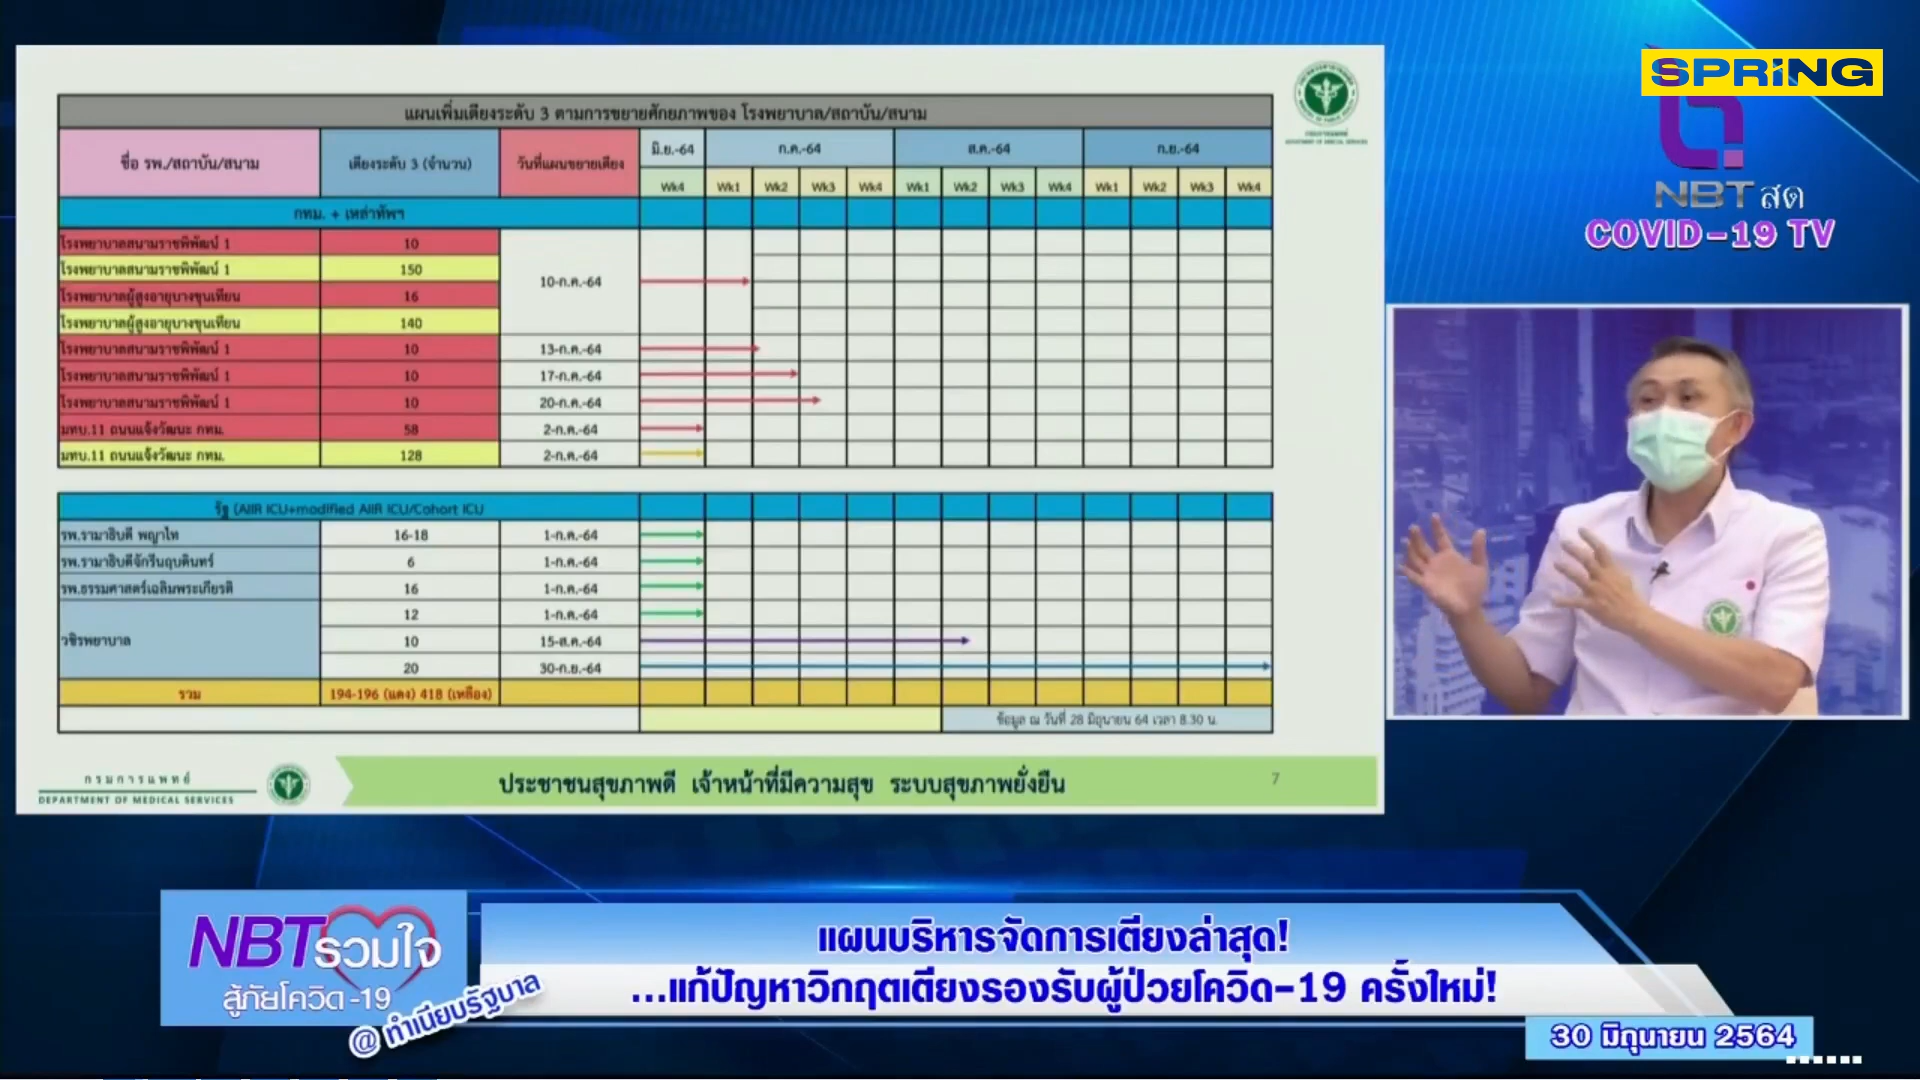 SPRiNG
NBT สด
COVID-19 TV
DEPARTMENT OF MEDICAL SERVICES
แผนเพิ่มเตียงระดับ 3 ตามการขยายศักยภาพของ โรงพยาบาล/สถาบัน/สนาม
ชื่อ รพ./สถาบัน/สนาม เตียงระดับ 3 (จำนวน) วันที่แผนขยายเตียง มิ.ย.-64 ก.ค.-64 ส.ค.-64 ก.ย.-64
Wk4 Wk1 Wk2 Wk3 Wk4 Wk1 Wk2 Wk3 Wk4 Wk1 Wk2 Wk3 Wk4
กทม. + เหล่าทัพฯ
โรงพยาบาลสนามราชพิพัฒน์ 1 10
โรงพยาบาลสนามราชพิพัฒน์ 1 150
10-ก.ค.-64
โรงพยาบาลผู้สูงอายุบางขุนเทียน 16
โรงพยาบาลผู้สูงอายุบางขุนเทียน 140
โรงพยาบาลสนามราชพิพัฒน์ 1 10 13-ก.ค.-64
โรงพยาบาลสนามราชพิพัฒน์ 1 10 17-ก.ค.-64
โรงพยาบาลสนามราชพิพัฒน์ 1 10 20-ก.ค.-64
มทบ.11 ถนนแจ้งวัฒนะ กทม. 58 2-ก.ค.-64
มทบ.11 ถนนแจ้งวัฒนะ กทม. 128 2-ก.ค.-64
รัฐ (AIIR ICU+modified AIIR ICU/Cohort ICU
รพ.รามาธิบดี พญาไท 16-18 1-ก.ค.-64
รพ.รามาธิบดีจักรีนฤบดินทร์ 6 1-ก.ค.-64
รพ.ธรรมศาสตร์เฉลิมพระเกียรติ 16 1-ก.ค.-64
12 1-ก.ค.-64
วชิรพยาบาล 10 15-ส.ค.-64
20 30-ก.ย.-64
รวม 194-196 (แดง) 418 (เหลือง)
ข้อมูล ณ วันที่ 28 มิถุนายน 64 เวลา 8.30 น.
กรมการแพทย์
DEPARTMENT OF MEDICAL SERVICES
ประชาชนสุขภาพดี เจ้าหน้าที่มีความสุข ระบบสุขภาพยั่งยืน 7
NBTรวมใจ
สู้ภัยโควิด-19
@ ทำเนียบรัฐบาล
แผนบริหารจัดการเตียงล่าสุด!
...แก้ปัญหาวิกฤตเตียงรองรับผู้ป่วยโควิด-19 ครั้งใหม่!
30 มิถุนายน 2564